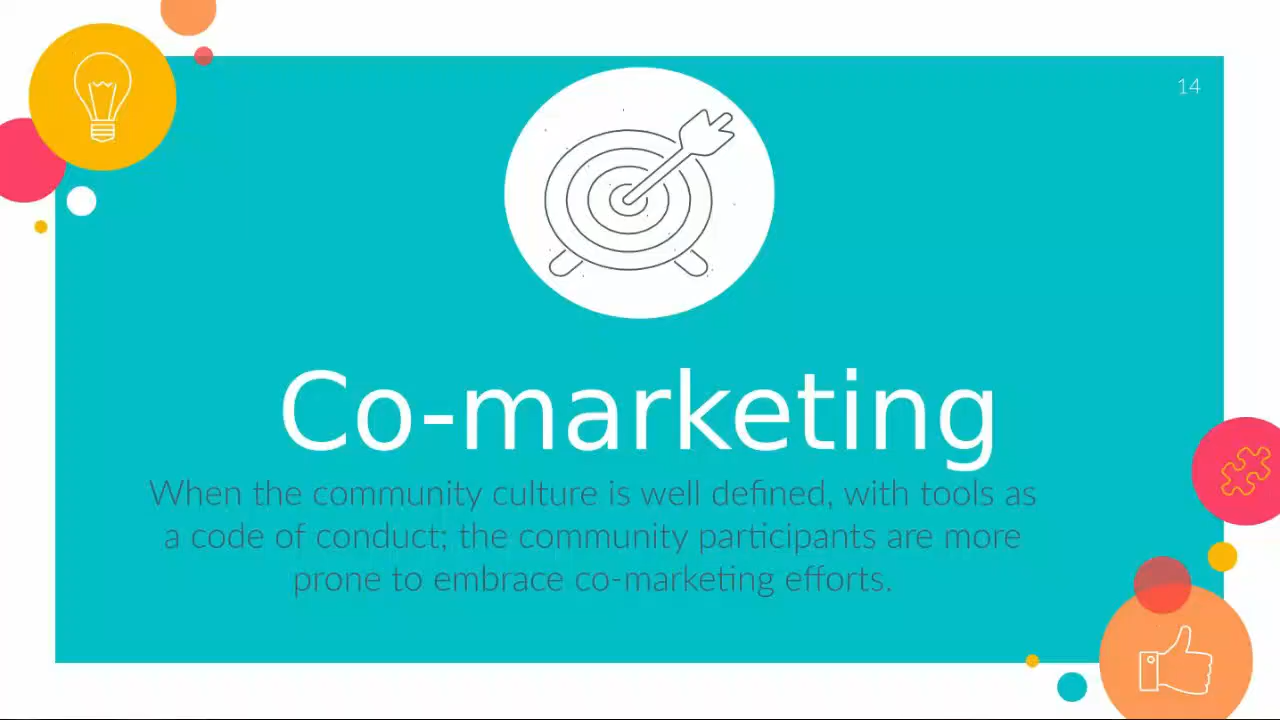 14
Co-marketing
When the community culture is well defined, with tools as
a code of conduct; the community participants are more
prone to embrace co-marketing efforts.